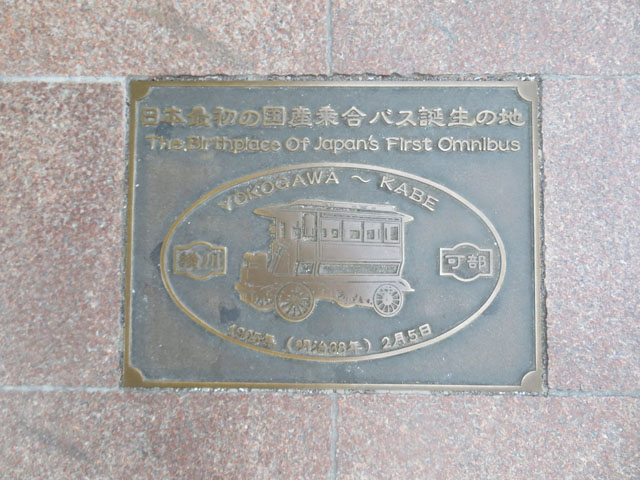 日本最初の国産乗合バス誕生の地
The Birthplace Of Japan's First Omnibus
YOKOGAWA ～ KABE
横川
可部
1905年 (明治38年) 2月5日